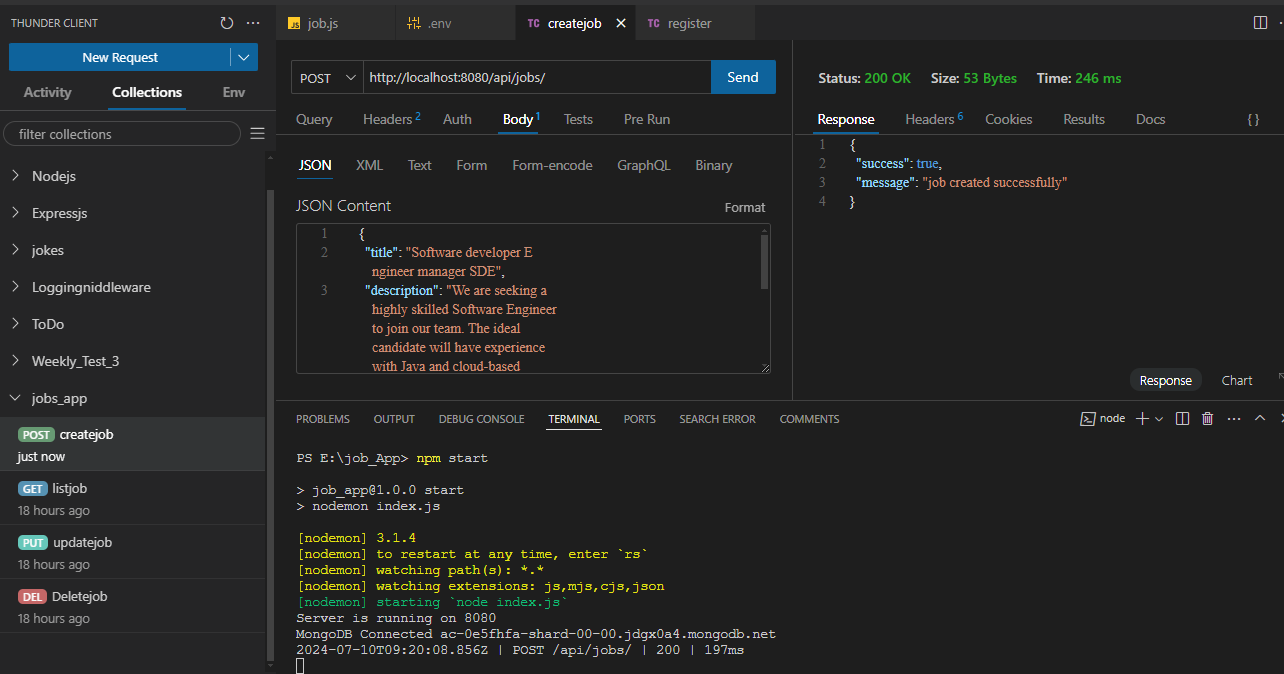 THUNDER CLIENT
New Request
Activity Collections Env
filter collections
Nodejs
Expressjs
jokes
Loggingniddleware
ToDo
Weekly_Test_3
jobs_app
POST createjob
just now
GET listjob
18 hours ago
PUT updatejob
18 hours ago
DEL Deletejob
18 hours ago
JS job.js .env TC createjob TC register
POST http://localhost:8080/api/jobs/ Send
Query Headers 2 Auth Body 1 Tests Pre Run
JSON XML Text Form Form-encode GraphQL Binary
JSON Content Format
1 {
2 "title": "Software developer E
ngineer manager SDE",
3 "description": "We are seeking a
highly skilled Software Engineer
to join our team. The ideal
candidate will have experience
with Java and cloud-based
Status: 200 OK Size: 53 Bytes Time: 246 ms
Response Headers 6 Cookies Results Docs { }
1 {
2 "success": true,
3 "message": "job created successfully"
4 }
Response Chart
PROBLEMS OUTPUT DEBUG CONSOLE TERMINAL PORTS SEARCH ERROR COMMENTS node
PS E:\job_App> npm start
> job_app@1.0.0 start
> nodemon index.js
[nodemon] 3.1.4
[nodemon] to restart at any time, enter `rs`
[nodemon] watching path(s): *.*
[nodemon] watching extensions: js,mjs,cjs,json
[nodemon] starting `node index.js`
Server is running on 8080
MongoDB Connected ac-0e5fhfa-shard-00-00.jdgx0a4.mongodb.net
2024-07-10T09:20:08.856Z | POST /api/jobs/ | 200 | 197ms